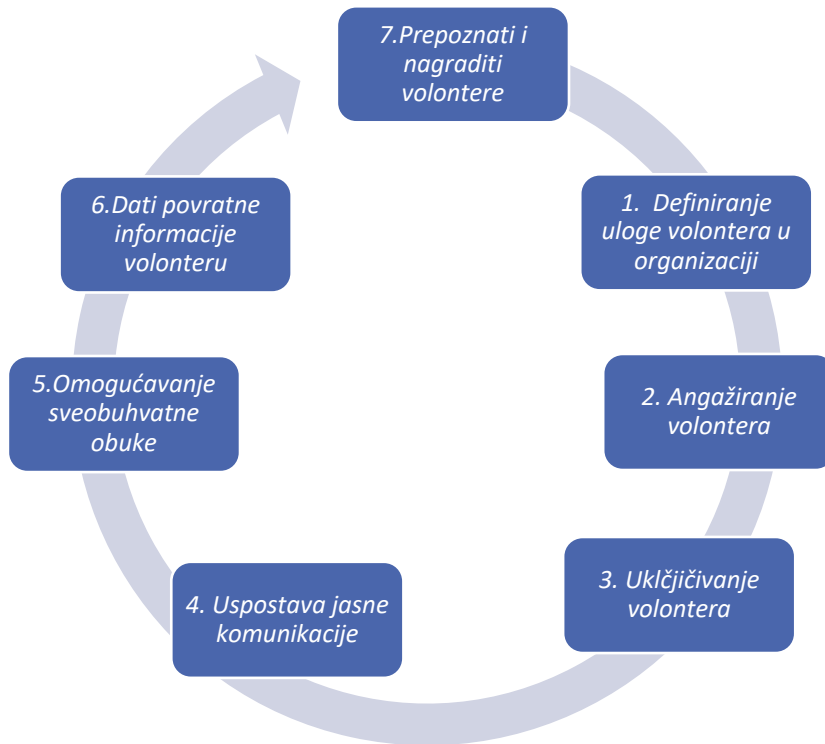 7.Prepoznati i
nagraditi
volontere
1. Definiranje
uloge volontera u
organizaciji
2. Angažiranje
volontera
3. Uklčjičivanje
volontera
4. Uspostava jasne
komunikacije
5.Omogućavanje
sveobuhvatne
obuke
6.Dati povratne
informacije
volonteru